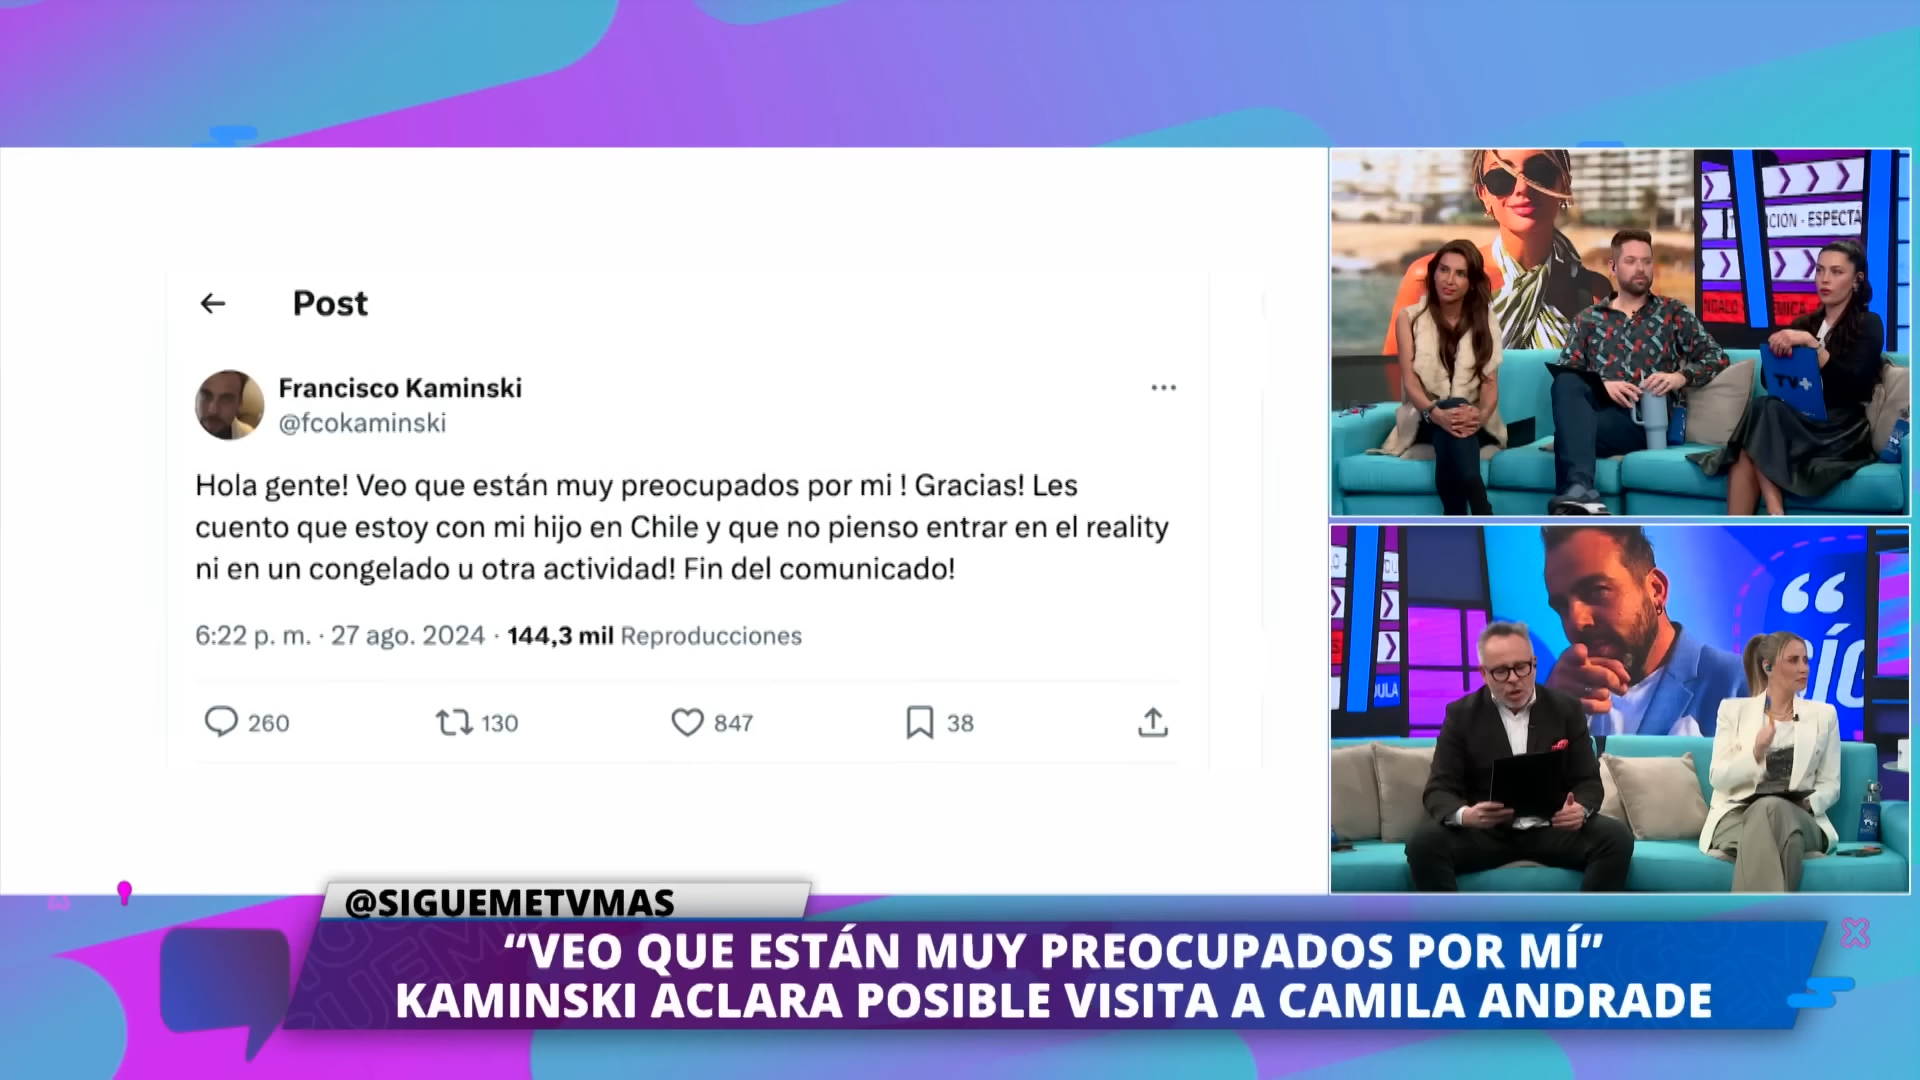 Post
Francisco Kaminski
@fcokaminski
Hola gente! Veo que están muy preocupados por mi ! Gracias! Les
cuento que estoy con mi hijo en Chile y que no pienso entrar en el reality
ni en un congelado u otra actividad! Fin del comunicado!
6:22 p. m. · 27 ago. 2024 · 144,3 mil Reproducciones
260
130
847
38
CIÓN - ESPECTA
TV+
“
@SIGUEMETVMAS
“VEO QUE ESTÁN MUY PREOCUPADOS POR MÍ”
KAMINSKI ACLARA POSIBLE VISITA A CAMILA ANDRADE